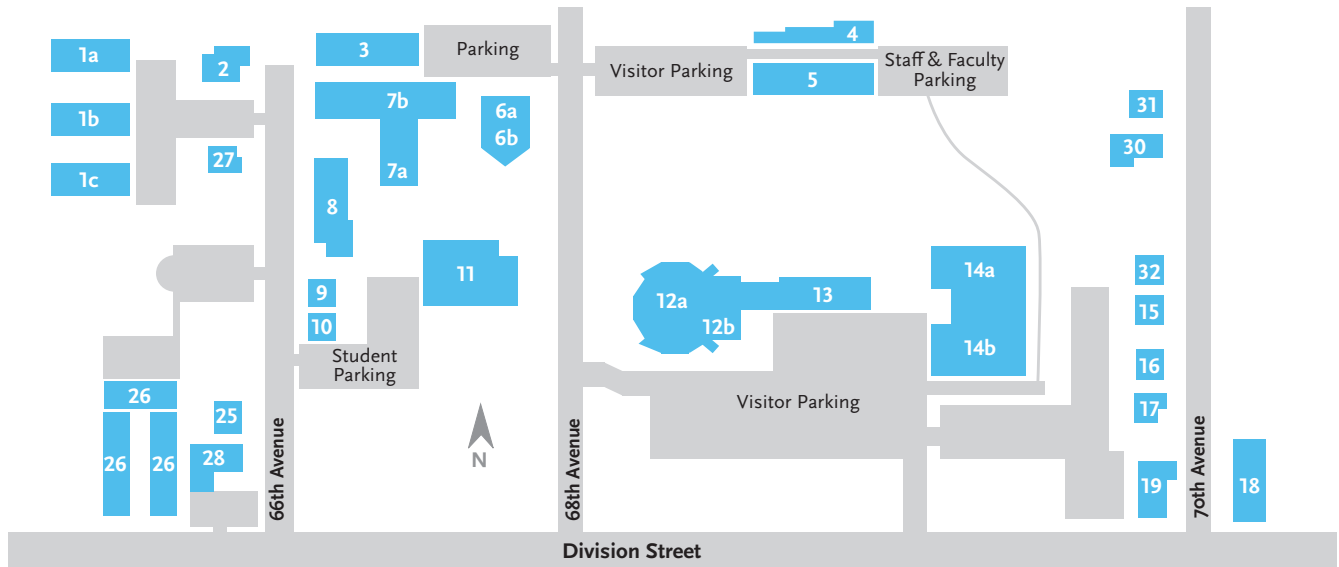 1a
2
3
Parking
4
Visitor Parking
5
Staff & Faculty
Parking
1b
7b
6a
6b
31
30
27
1c
7a
8
11
9
10
Student
Parking
12a
12b
13
14a
14b
Visitor Parking
32
15
16
17
26
26
26
25
28
N
19
18
66th Avenue
68th Avenue
70th Avenue
Division Street